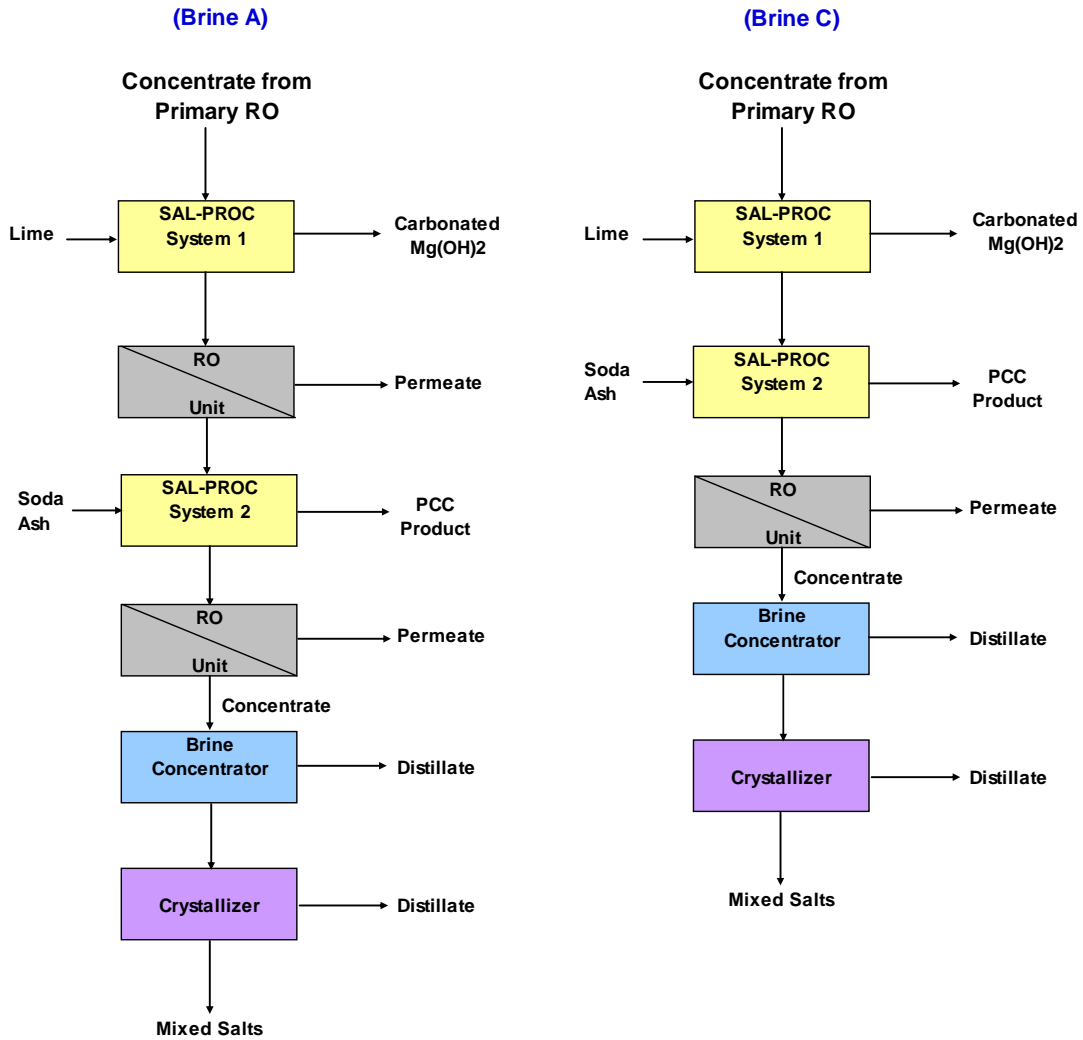 (Brine A)
Concentrate from
Primary RO
SAL-PROC
System 1
Lime
Carbonated
Mg(OH)2
RO
Unit
Permeate
SAL-PROC
System 2
Soda
Ash
PCC
Product
RO
Unit
Permeate
Concentrate
Brine
Concentrator
Distillate
Crystallizer
Distillate
Mixed Salts
(Brine C)
Concentrate from
Primary RO
SAL-PROC
System 1
Lime
Carbonated
Mg(OH)2
SAL-PROC
System 2
Soda
Ash
PCC
Product
RO
Unit
Permeate
Concentrate
Brine
Concentrator
Distillate
Crystallizer
Distillate
Mixed Salts